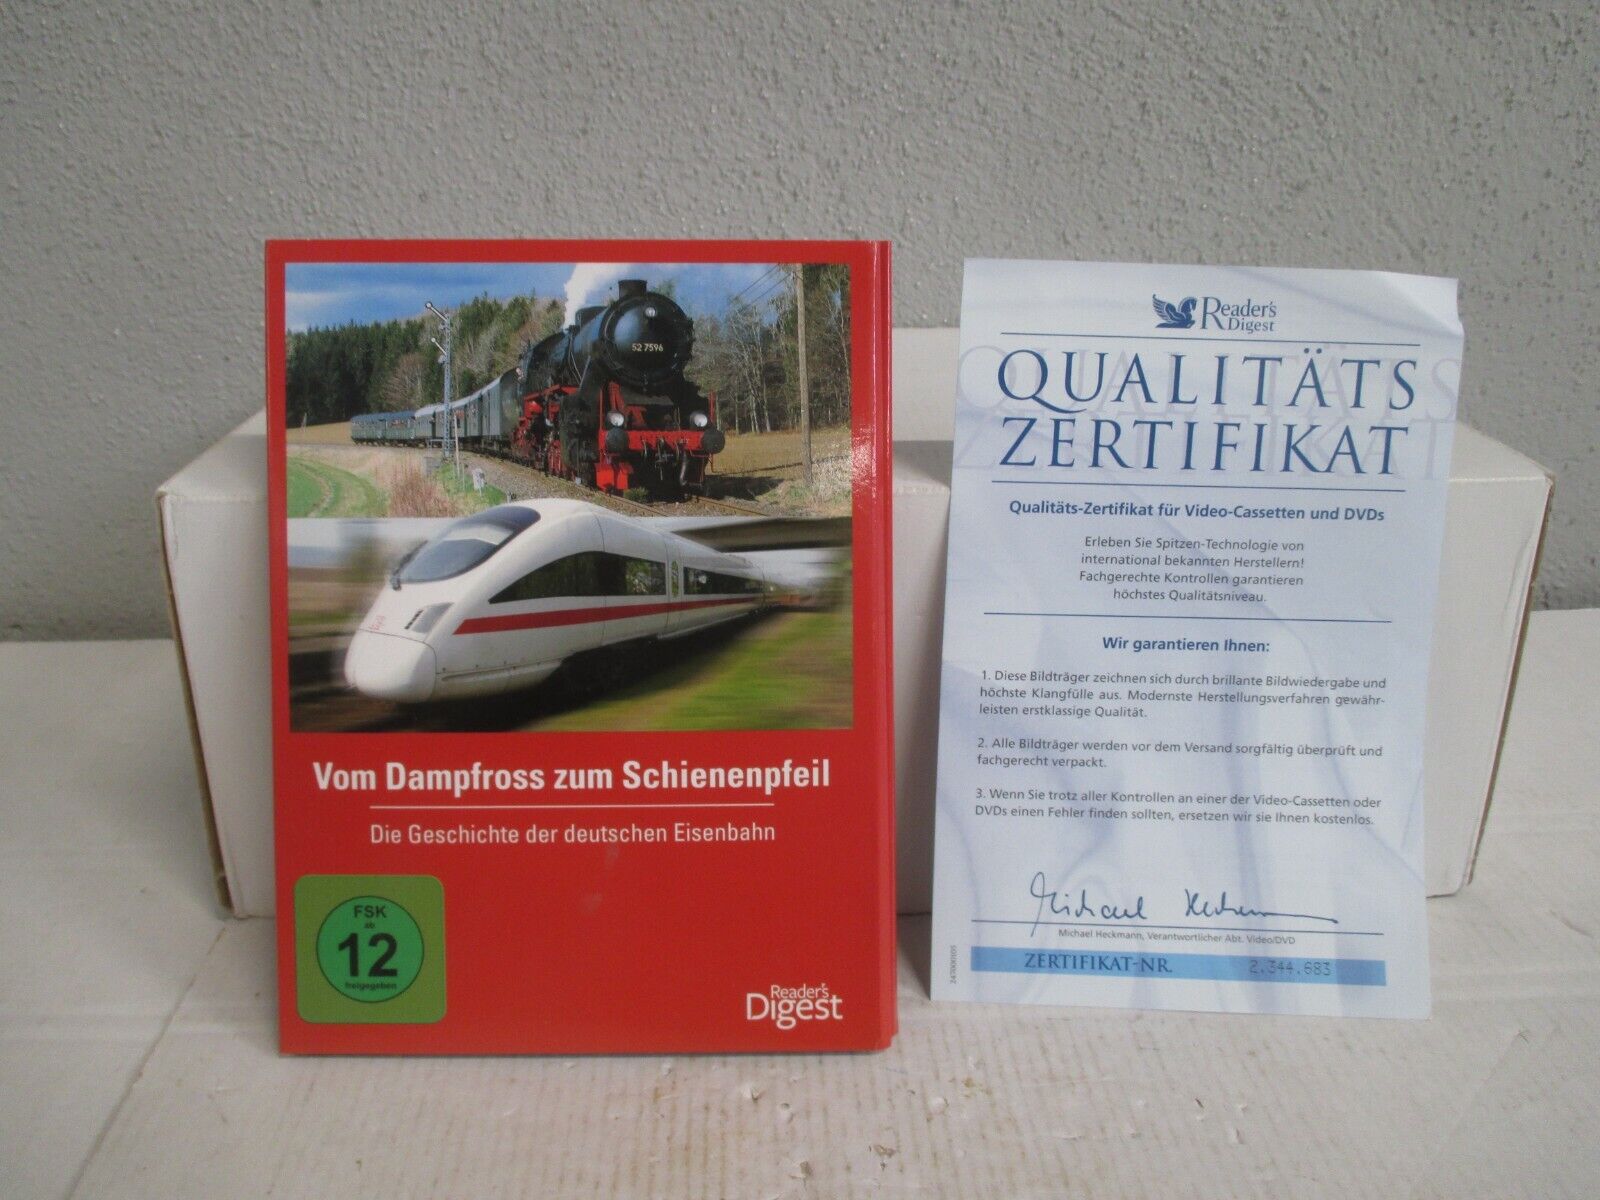 52 7596
Vom Dampfross zum Schienenpfeil
Die Geschichte der deutschen Eisenbahn
FSK
ab
12
freigegeben
Reader's
Digest
Reader's
Digest
QUALITÄTS
ZERTIFIKAT
Qualitäts-Zertifikat für Video-Cassetten und DVDs
Erleben Sie Spitzen-Technologie von
international bekannten Herstellern!
Fachgerechte Kontrollen garantieren
höchstes Qualitätsniveau.
Wir garantieren Ihnen:
1. Diese Bildträger zeichnen sich durch brillante Bildwiedergabe und
höchste Klangfülle aus. Modernste Herstellungsverfahren gewähr-
leisten erstklassige Qualität.
2. Alle Bildträger werden vor dem Versand sorgfältig überprüft und
fachgerecht verpackt.
3. Wenn Sie trotz aller Kontrollen an einer der Video-Cassetten oder
DVDs einen Fehler finden sollten, ersetzen wir sie Ihnen kostenlos.
Michael Heckmann
Michael Heckmann, Verantwortlicher Abt. Video/DVD
ZERTIFIKAT-NR. 2.344.683